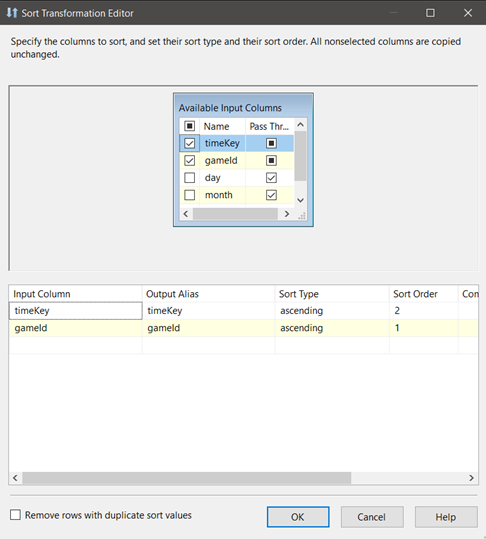 Sort Transformation Editor
Specify the columns to sort, and set their sort type and their sort order. All nonselected columns are copied
unchanged.
Available Input Columns
Name Pass Thr...
timeKey
gameId
day
month
Input Column Output Alias Sort Type Sort Order Com
timeKey timeKey ascending 2
gameId gameId ascending 1
Remove rows with duplicate sort values
OK Cancel Help